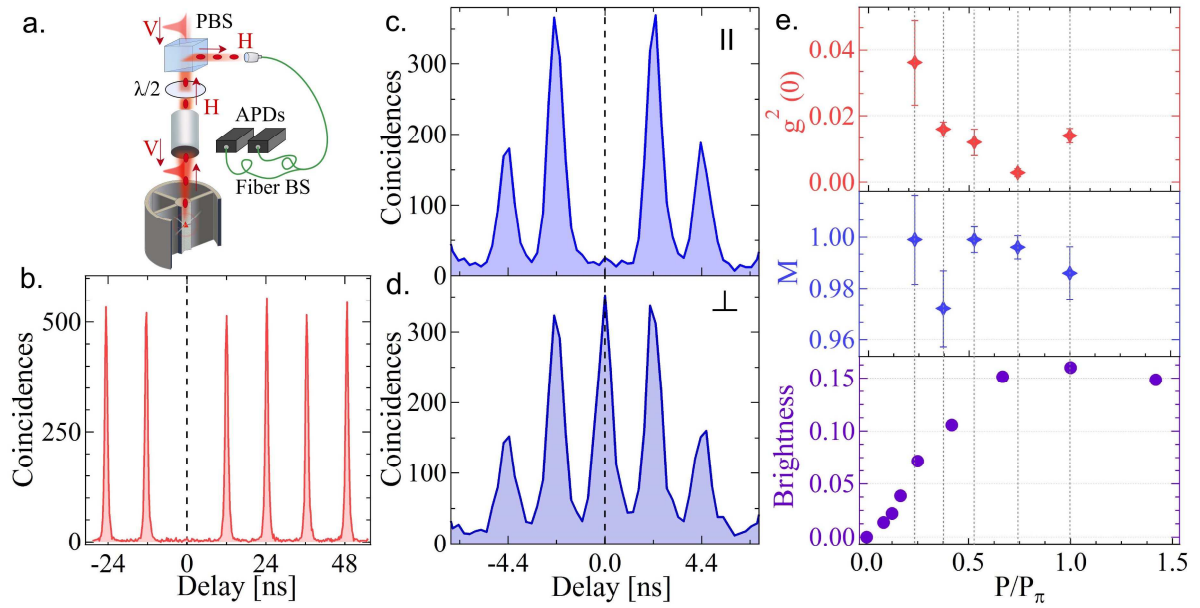 a.
V
PBS
H
λ/2
H
APDs
V
Fiber BS
b.
Coincidences
500
250
0
-24
0
24
48
Delay [ns]
c.
||
Coincidences
300
200
100
0
d.
⊥
Coincidences
300
200
100
0
-4.4
0.0
4.4
Delay [ns]
e.
g² (0)
0.04
0.02
0.00
M
1.00
0.98
0.96
Brightness
0.15
0.10
0.05
0.00
0.0
0.5
1.0
1.5
P/Pπ